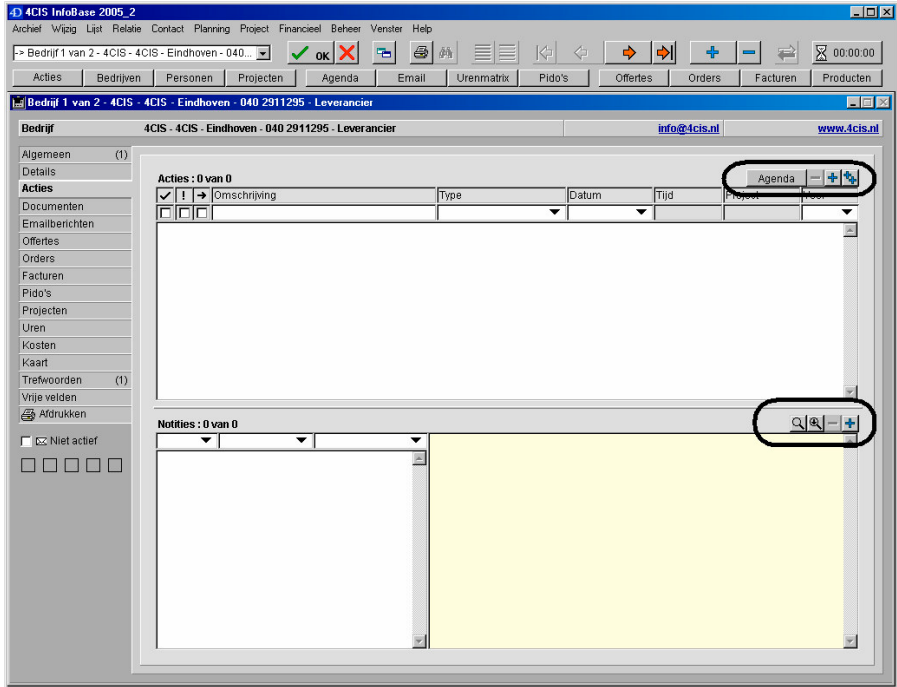 4D 4CIS InfoBase 2005_2
Archief Wijzig Lijst Relatie Contact Planning Project Financieel Beheer Venster Help
-> Bedrijf 1 van 2 - 4CIS - 4CIS - Eindhoven - 040... OK 00:00:00
Acties Bedrijven Personen Projecten Agenda Email Urenmatrix Pido's Offertes Orders Facturen Producten
Bedrijf 1 van 2 - 4CIS - 4CIS - Eindhoven - 040 2911295 - Leverancier
Bedrijf 4CIS - 4CIS - Eindhoven - 040 2911295 - Leverancier info@4cis.nl www.4cis.nl
Algemeen (1)
Details
Acties
Documenten
Emailberichten
Offertes
Orders
Facturen
Pido's
Projecten
Uren
Kosten
Kaart
Trefwoorden (1)
Vrije velden
Afdrukken
Niet actief
Acties : 0 van 0 Agenda
! Omschrijving Type Datum Tijd Project Voor
Notities : 0 van 0